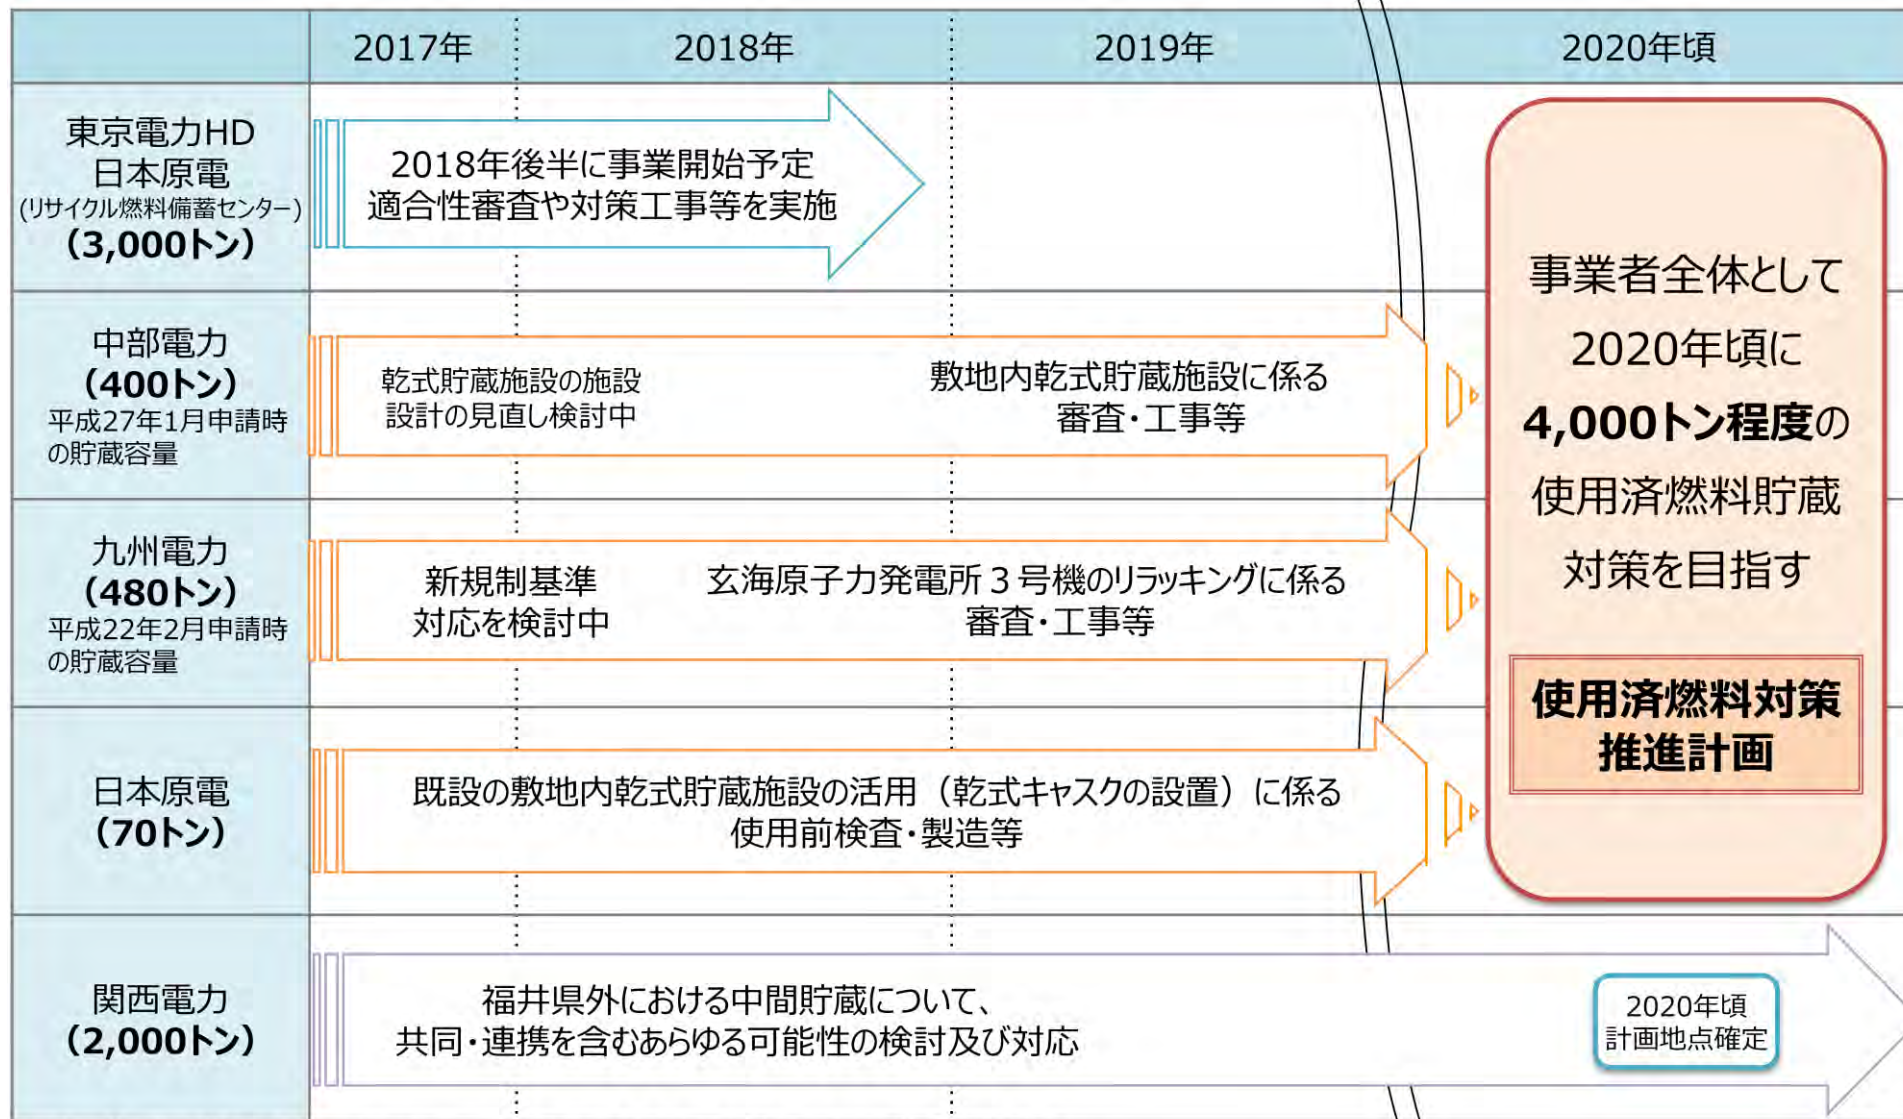 2017年
2018年
2019年
2020年頃
東京電力HD
日本原電
(リサイクル燃料備蓄センター)
(3,000トン)
2018年後半に事業開始予定
適合性審査や対策工事等を実施
中部電力
(400トン)
平成27年1月申請時
の貯蔵容量
乾式貯蔵施設の施設
設計の見直し検討中
敷地内乾式貯蔵施設に係る
審査・工事等
九州電力
(480トン)
平成22年2月申請時
の貯蔵容量
新規制基準
対応を検討中
玄海原子力発電所３号機のリラッキングに係る
審査・工事等
日本原電
(70トン)
既設の敷地内乾式貯蔵施設の活用（乾式キャスクの設置）に係る
使用前検査・製造等
関西電力
(2,000トン)
福井県外における中間貯蔵について、
共同・連携を含むあらゆる可能性の検討及び対応
2020年頃
計画地点確定
事業者全体として
2020年頃に
4,000トン程度の
使用済燃料貯蔵
対策を目指す
使用済燃料対策
推進計画